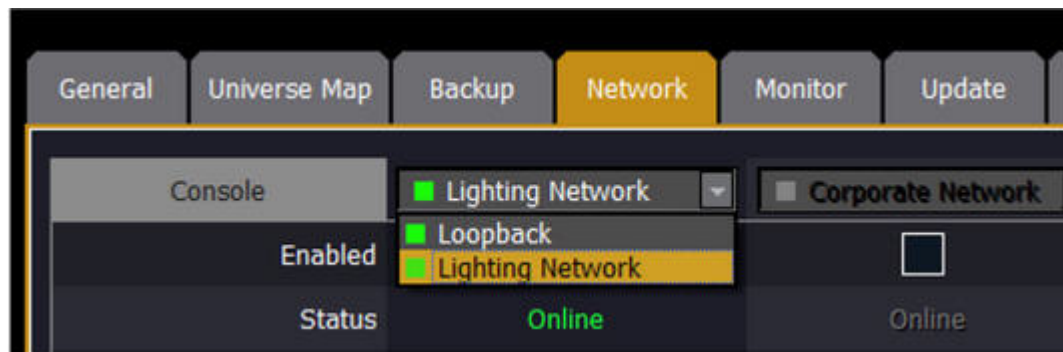 General Universe Map Backup Network Monitor Update
Console Lighting Network Corporate Network
Loopback
Enabled Lighting Network
Status Online Online